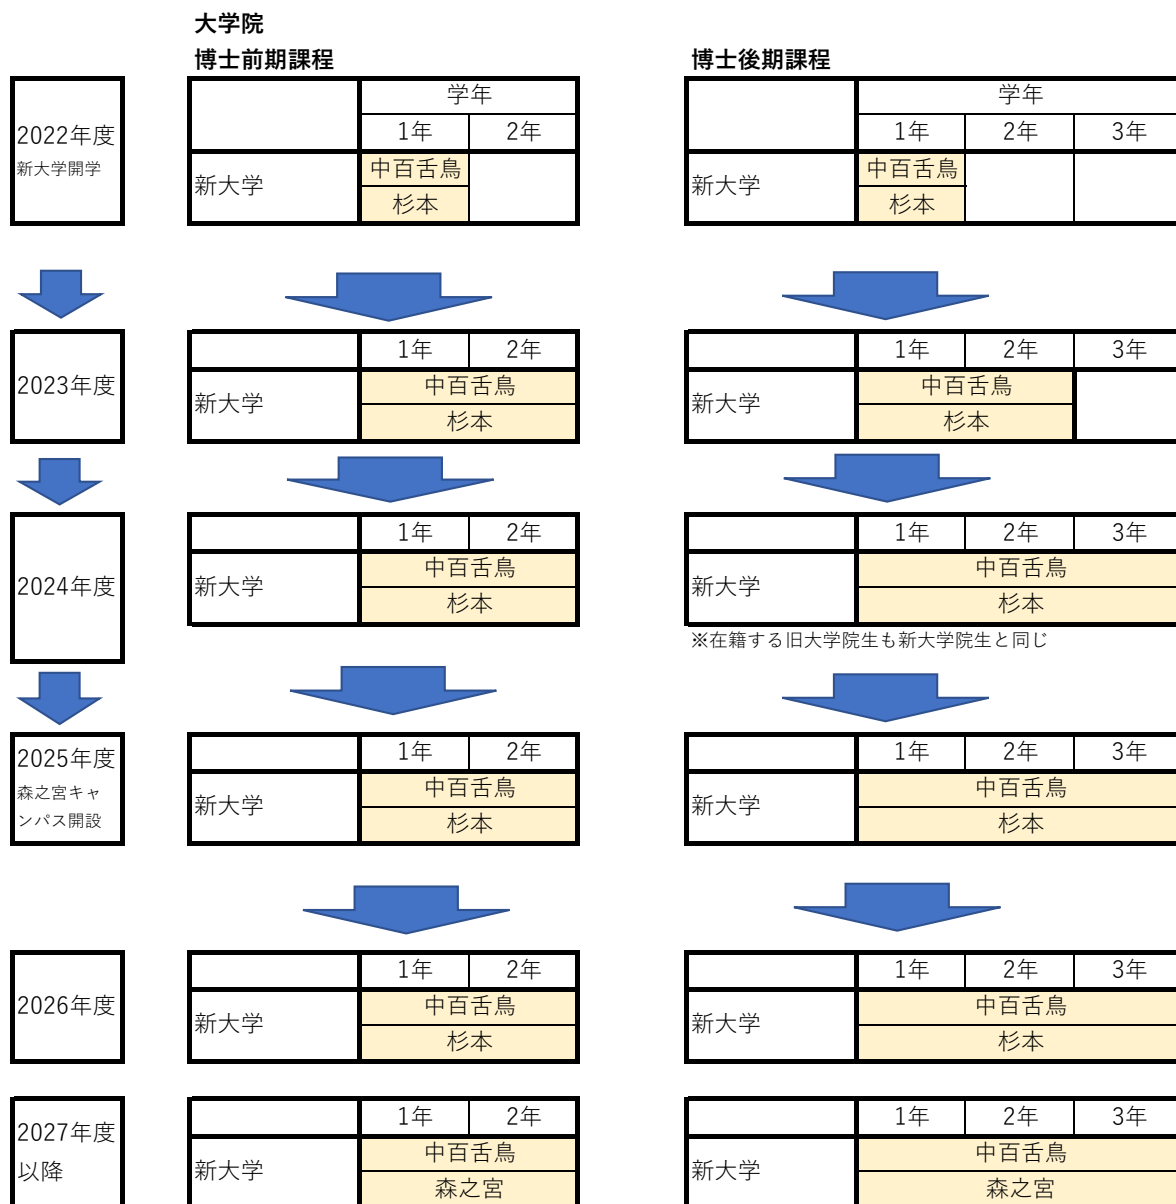 大学院
博士前期課程
博士後期課程
2022年度
新大学開学
学年
1年 2年
新大学
中百舌鳥
杉本
学年
1年 2年 3年
新大学
中百舌鳥
杉本
2023年度
1年 2年
新大学
中百舌鳥
杉本
1年 2年 3年
新大学
中百舌鳥
杉本
2024年度
1年 2年
新大学
中百舌鳥
杉本
1年 2年 3年
新大学
中百舌鳥
杉本
※在籍する旧大学院生も新大学院生と同じ
2025年度
森之宮キャ
ンパス開設
1年 2年
新大学
中百舌鳥
杉本
1年 2年 3年
新大学
中百舌鳥
杉本
2026年度
1年 2年
新大学
中百舌鳥
杉本
1年 2年 3年
新大学
中百舌鳥
杉本
2027年度
以降
1年 2年
新大学
中百舌鳥
森之宮
1年 2年 3年
新大学
中百舌鳥
森之宮